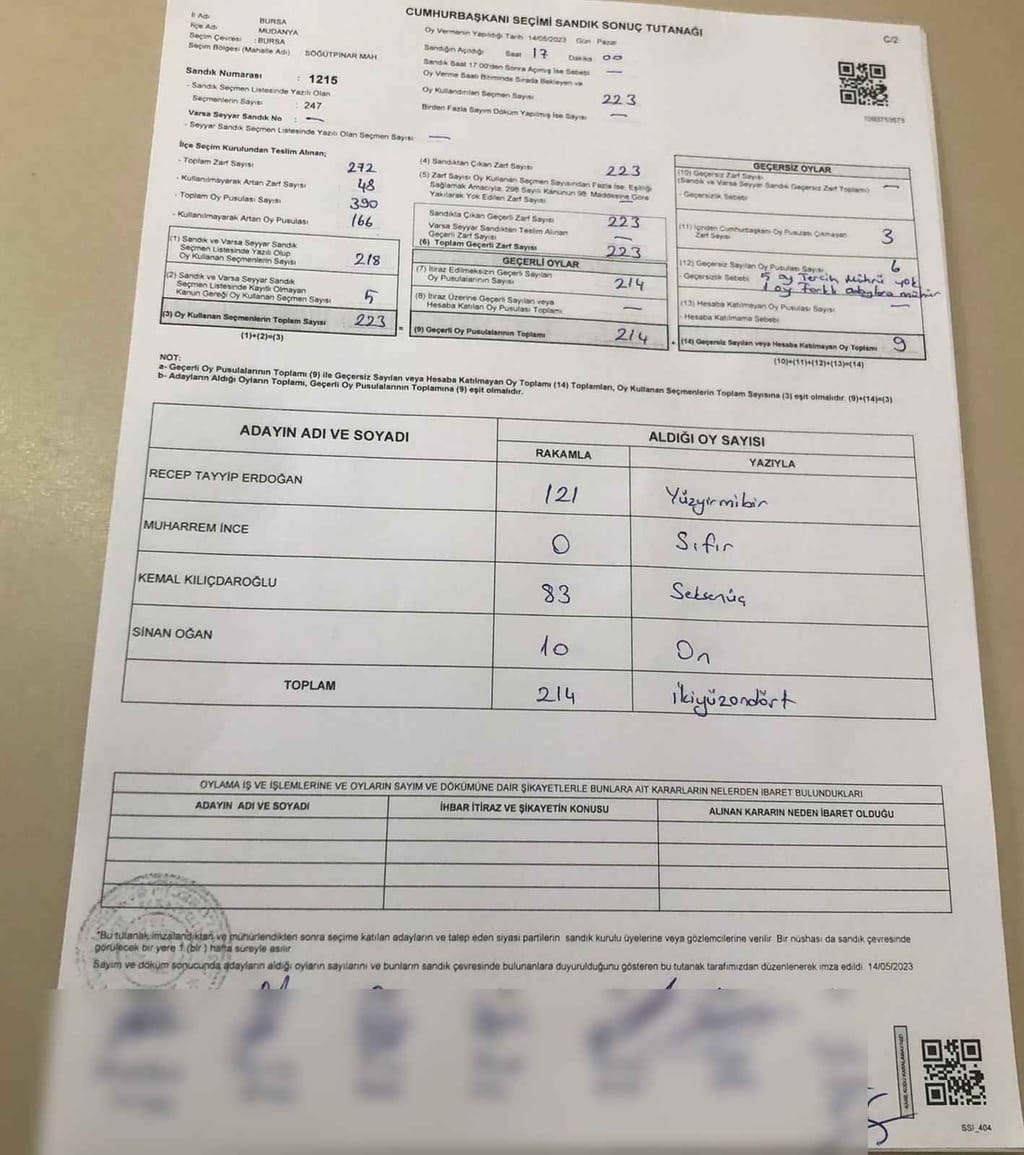 CUMHURBAŞKANI SEÇİMİ SANDIK SONUÇ TUTANAĞI
C/2
İl Adı BURSA
İlçe Adı MUDANYA
Seçim Çevresi : BURSA
Seçim Bölgesi (Mahalle Adı) SÖĞÜTPINAR MAH
Sandık Numarası : 1215
- Sandık Seçmen Listesinde Yazılı Olan
Seçmenlerin Sayısı : 247
Varsa Seyyar Sandık No : —
- Seyyar Sandık Seçmen Listesinde Yazılı Olan Seçmen Sayısı —
Oy Vermenin Yapıldığı Tarih 14/05/2023 Gün Pazar
Sandığın Açıldığı Saat 17 Dakika 00
Sandık Saat 17.00'den Sonra Açımış İse Sebebi —
Oy Verme Saati Bitiminde Sırada Bekleyen ve
Oy Kullandırılan Seçmen Sayısı 223
Birden Fazla Sayım Döküm Yapılmış İse Sayısı —
İlçe Seçim Kurulundan Teslim Alınan;
- Toplam Zarf Sayısı 272
- Kullanılmayarak Artan Zarf Sayısı 48
- Toplam Oy Pusulası Sayısı 390
- Kullanılmayarak Artan Oy Pusulası 166
(1) Sandık ve Varsa Seyyar Sandık
Seçmen Listesinde Yazılı Olup
Oy Kullanan Seçmenlerin Sayısı 218
(2) Sandık ve Varsa Seyyar Sandık
Seçmen Listesinde Kayıtlı Olmayan
Kanun Gereği Oy Kullanan Seçmen Sayısı 5
(3) Oy Kullanan Seçmenlerin Toplam Sayısı 223
(1)+(2)=(3)
(4) Sandıktan Çıkan Zarf Sayısı 223
(5) Zarf Sayısı Oy Kullanan Seçmen Sayısından Fazla İse, Eşitliği
Sağlamak Amacıyla, 298 Sayılı Kanunun 98. Maddesine Göre
Yakılarak Yok Edilen Zarf Sayısı —
Sandıkta Çıkan Geçerli Zarf Sayısı 223
Varsa Seyyar Sandıktan Teslim Alınan
Geçerli Zarf Sayısı —
(6) Toplam Geçerli Zarf Sayısı 223
GEÇERLİ OYLAR
(7) İtiraz Edilmeksizin Geçerli Sayılan
Oy Pusulalarının Sayısı 214
(8) İtiraz Üzerine Geçerli Sayılan veya
Hesaba Katılan Oy Pusulası Toplamı —
= (9) Geçerli Oy Pusulalarının Toplamı 214
GEÇERSİZ OYLAR
(10) Geçersiz Zarf Sayısı
(Sandık ve Varsa Seyyar Sandık Geçersiz Zarf Toplamı) —
- Geçersizlik Sebebi
(11) İçinden Cumhurbaşkanı Oy Pusulası Çıkmayan
Zarf Sayısı 3
(12) Geçersiz Sayılan Oy Pusulası Sayısı 6
- Geçersizlik Sebebi 5 oy Tercih Mührü yok
1 oy Farklı adaylara mühür
(13) Hesaba Katılmayan Oy Pusulası Sayısı —
- Hesaba Katılmama Sebebi
+ (14) Geçersiz Sayılan veya Hesaba Katılmayan Oy Toplamı 9
(10)+(11)+(12)+(13)=(14)
NOT:
a- Geçerli Oy Pusulalarının Toplamı (9) ile Geçersiz Sayılan veya Hesaba Katılmayan Oy Toplamı (14) Toplamları, Oy Kullanan Seçmenlerin Toplam Sayısına (3) eşit olmalıdır. (9)+(14)=(3)
b- Adayların Aldığı Oyların Toplamı, Geçerli Oy Pusulalarının Toplamına (9) eşit olmalıdır.
ADAYIN ADI VE SOYADI
ALDIĞI OY SAYISI
RAKAMLA YAZIYLA
RECEP TAYYİP ERDOĞAN 121 Yüzyirmibir
MUHARREM İNCE 0 Sıfır
KEMAL KILIÇDAROĞLU 83 Seksenüç
SİNAN OĞAN 10 On
TOPLAM 214 ikiyüzondört
OYLAMA İŞ VE İŞLEMLERİNE VE OYLARIN SAYIM VE DÖKÜMÜNE DAİR ŞİKAYETLERLE BUNLARA AİT KARARLARIN NELERDEN İBARET BULUNDUKLARI
ADAYIN ADI VE SOYADI İHBAR İTİRAZ VE ŞİKAYETİN KONUSU ALINAN KARARIN NEDEN İBARET OLDUĞU
*Bu tutanak imzalandıktan ve mühürlendikten sonra seçime katılan adayların ve talep eden siyasi partilerin sandık kurulu üyelerine veya gözlemcilerine verilir. Bir nüshası da sandık çevresinde
görülecek bir yere 1 (bir) hafta süreyle asılır.
Sayım ve döküm sonucunda adayların aldığı oyların sayılarını ve bunların sandık çevresinde bulunanlara duyurulduğunu gösteren bu tutanak tarafımızdan düzenlenerek imza edildi. 14/05/2023
SSI_404